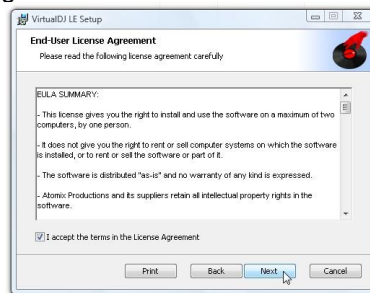 VirtualDJ LE Setup
End-User License Agreement
Please read the following license agreement carefully
EULA SUMMARY:
- This license gives you the right to install and use the software on a maximum of two
computers, by one person.
- It does not give you the right to rent or sell computer systems on which the software
is installed, or to rent or sell the software or part of it.
- The software is distributed "as-is" and no warranty of any kind is expressed.
- Atomix Productions and its suppliers retain all intellectual property rights in the
software.
I accept the terms in the License Agreement
Print Back Next Cancel